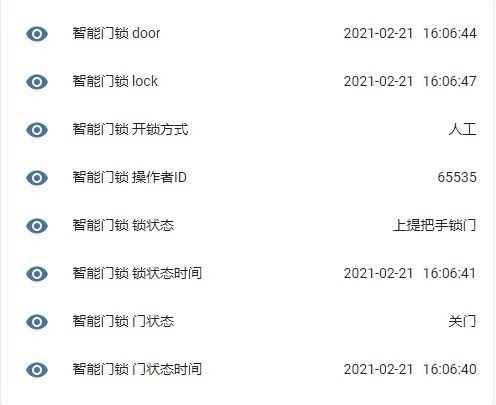 智能门锁 door 2021-02-21 16:06:44
智能门锁 lock 2021-02-21 16:06:47
智能门锁 开锁方式 人工
智能门锁 操作者ID 65535
智能门锁 锁状态 上提把手锁门
智能门锁 锁状态时间 2021-02-21 16:06:41
智能门锁 门状态 关门
智能门锁 门状态时间 2021-02-21 16:06:40